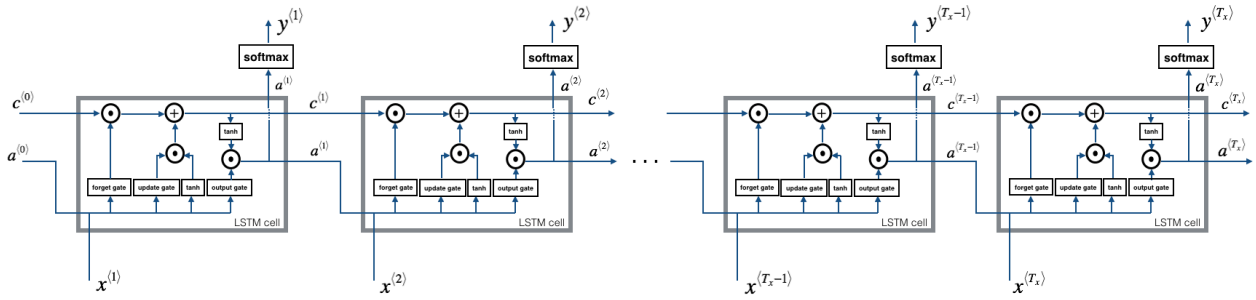 y⟨1⟩ y⟨2⟩ y⟨Tx−1⟩ y⟨Tx⟩
softmax softmax softmax softmax
a⟨1⟩ a⟨2⟩ a⟨Tx−1⟩ a⟨Tx⟩
c⟨0⟩ c⟨1⟩ c⟨2⟩ c⟨Tx−1⟩ c⟨Tx⟩
tanh tanh tanh tanh
a⟨0⟩ a⟨1⟩ a⟨2⟩ ... a⟨Tx−1⟩ a⟨Tx⟩
forget gate update gate tanh output gate forget gate update gate tanh output gate forget gate update gate tanh output gate forget gate update gate tanh output gate
LSTM cell LSTM cell LSTM cell LSTM cell
x⟨1⟩ x⟨2⟩ x⟨Tx−1⟩ x⟨Tx⟩